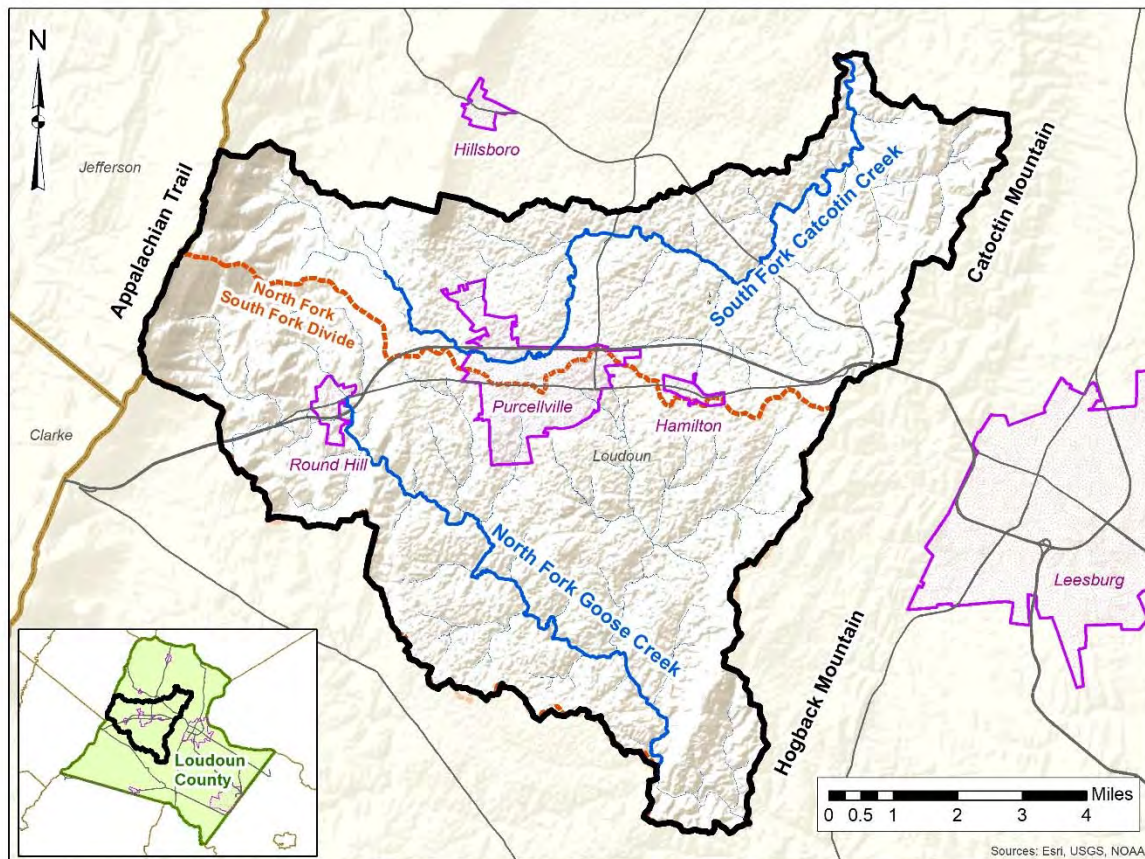 N
Jefferson
Appalachian Trail
Hillsboro
Catoctin Mountain
South Fork Catcotin Creek
North Fork
South Fork Divide
Clarke
Round Hill
Purcellville
Hamilton
Loudoun
Leesburg
North Fork Goose Creek
Hogback Mountain
Loudoun
County
Miles
0 0.5 1 2 3 4
Sources: Esri, USGS, NOAA